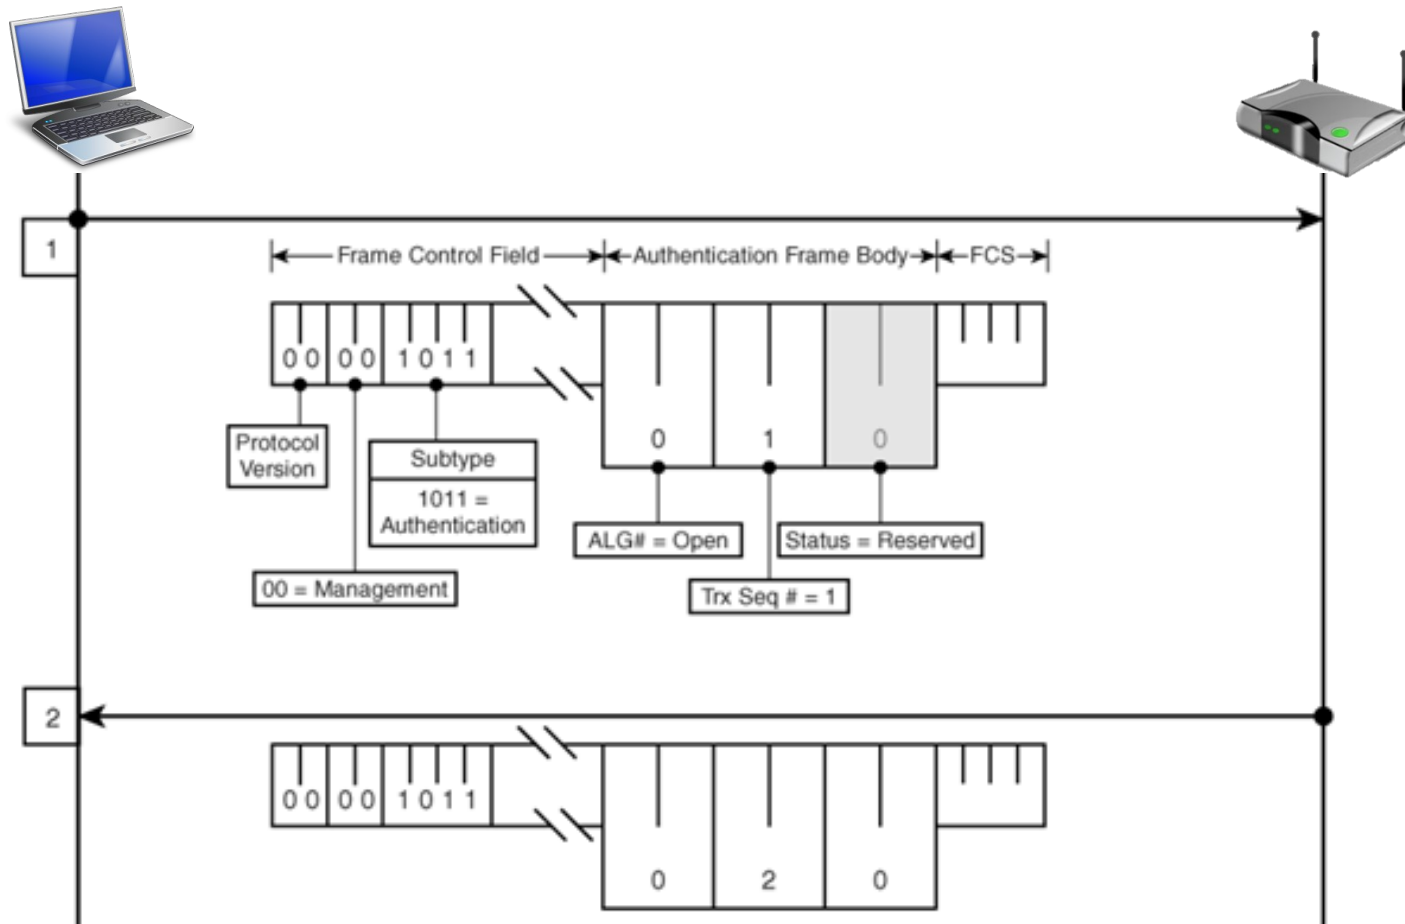 1
Frame Control Field
Authentication Frame Body
FCS
0 0 0 0 1 0 1 1
0 1 0
Protocol
Version
Subtype
1011 =
Authentication
00 = Management
ALG# = Open
Status = Reserved
Trx Seq # = 1
2
0 0 0 0 1 0 1 1
0 2 0